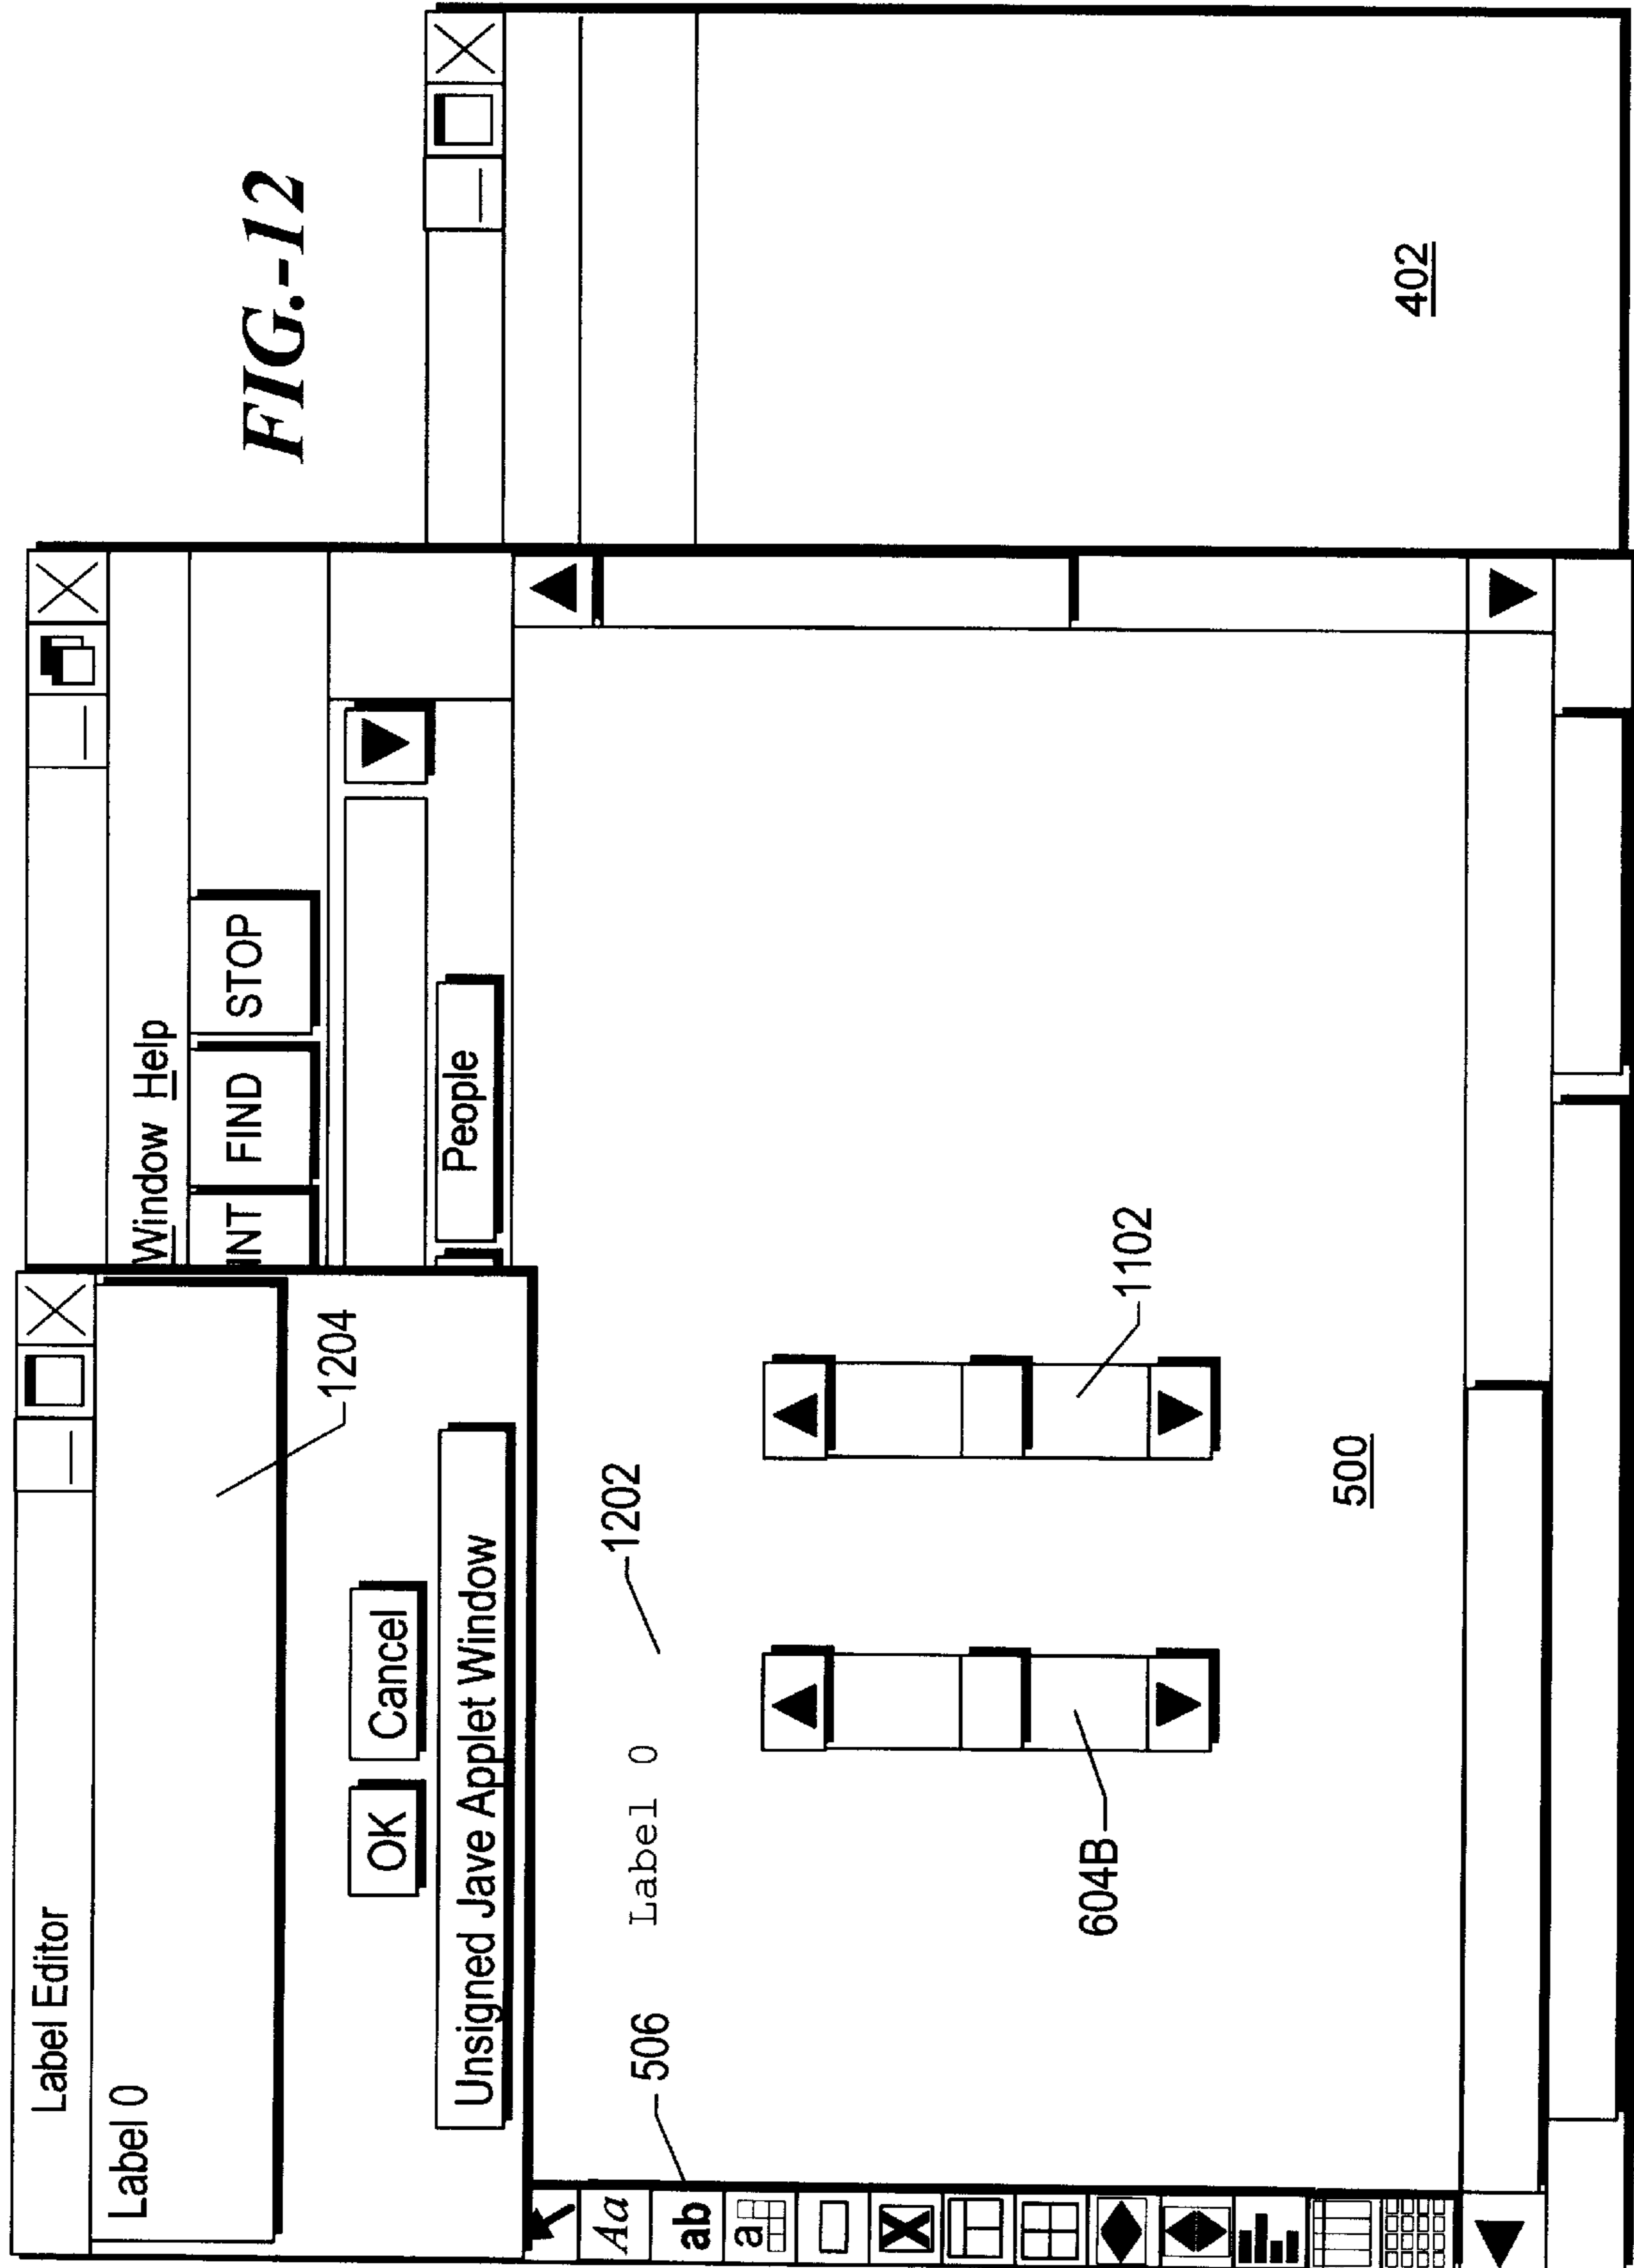 FIG.-12
Label Editor
Label 0
1204
OK Cancel
Unsigned Jave Applet Window
Window Help
INT FIND STOP
People
506
Label 0
1202
604B
1102
500
402
Aa
ab
a